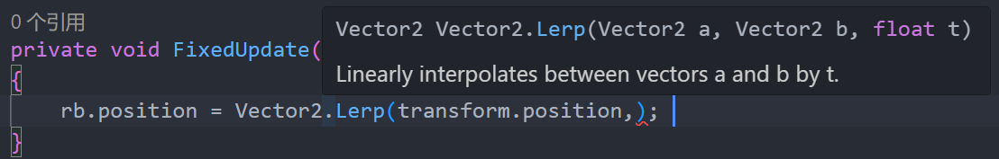 0 个引用
private void FixedUpdate(
Vector2 Vector2.Lerp(Vector2 a, Vector2 b, float t)
Linearly interpolates between vectors a and b by t.
{
rb.position = Vector2.Lerp(transform.position,);
}